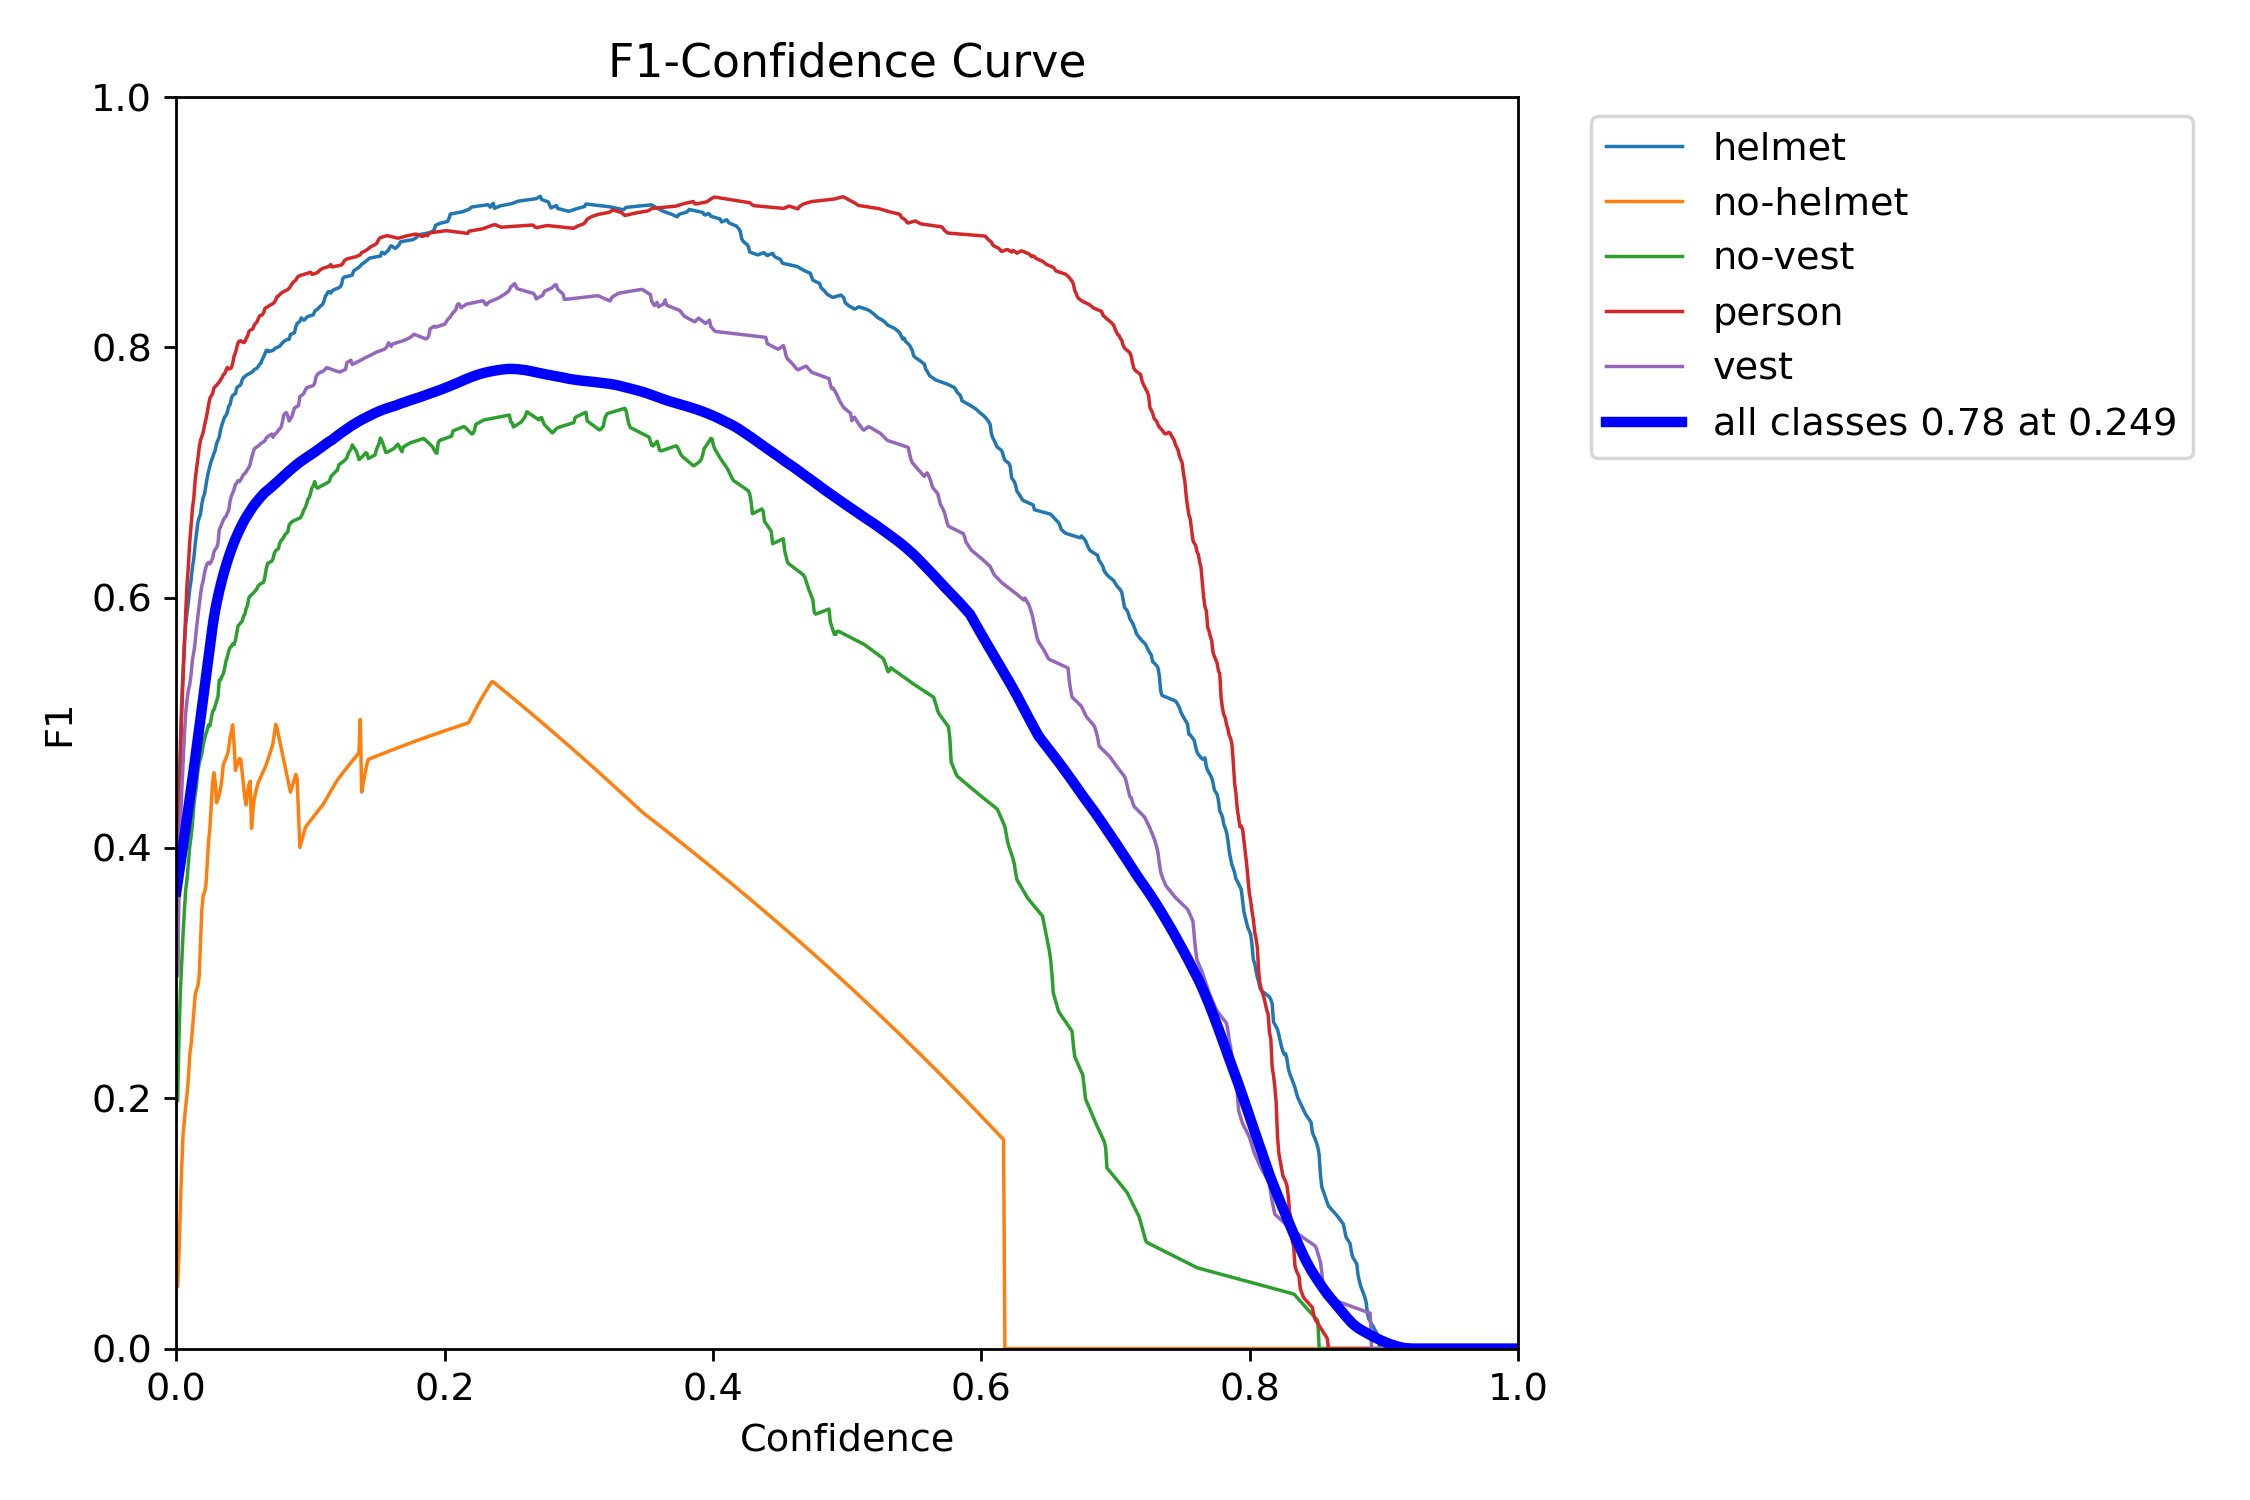 F1-Confidence Curve
1.0
0.8
0.6
0.4
0.2
0.0
F1
0.0 0.2 0.4 0.6 0.8 1.0
Confidence
helmet
no-helmet
no-vest
person
vest
all classes 0.78 at 0.249